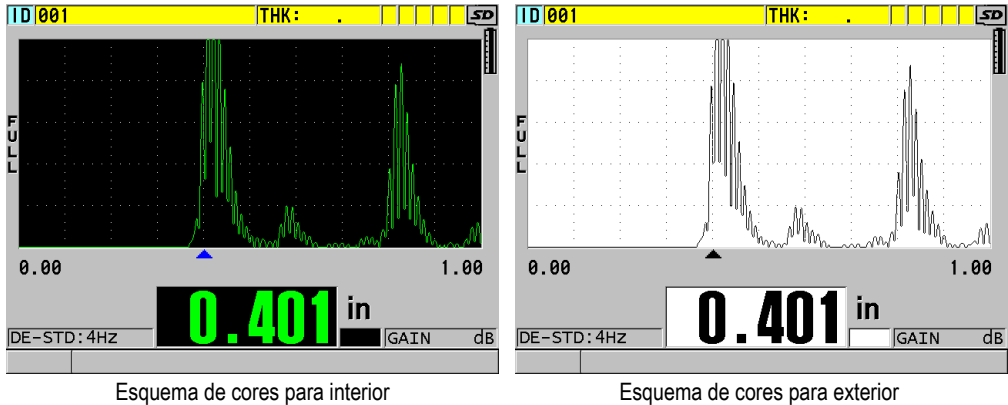 ID 001 THK: . SD
FULL
0.00 1.00
0.401 in
DE-STD:4Hz GAIN dB
Esquema de cores para interior
ID 001 THK: . SD
FULL
0.00 1.00
0.401 in
DE-STD:4Hz GAIN dB
Esquema de cores para exterior